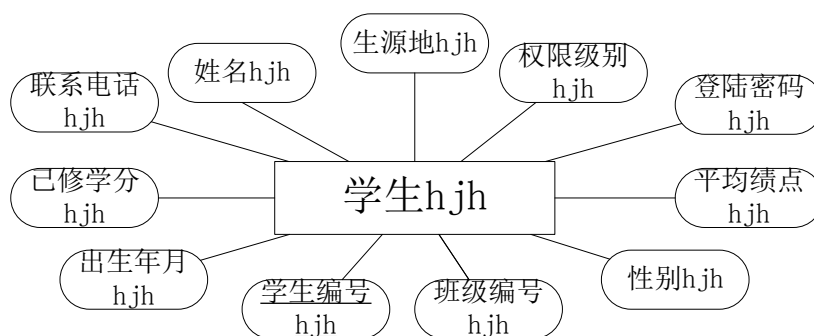 生源地hjh
姓名hjh
权限级别
hjh
联系电话
hjh
登陆密码
hjh
已修学分
hjh
学生hjh
平均绩点
hjh
出生年月
hjh
学生编号
hjh
班级编号
hjh
性别hjh